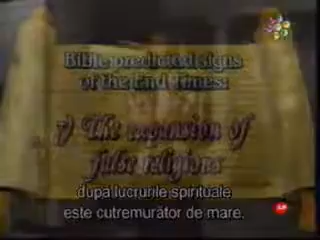 Bible predicted signs
of the End Times:
7) The expansion of
false religions
după lucrurile spirituale
este cutremurător de mare.